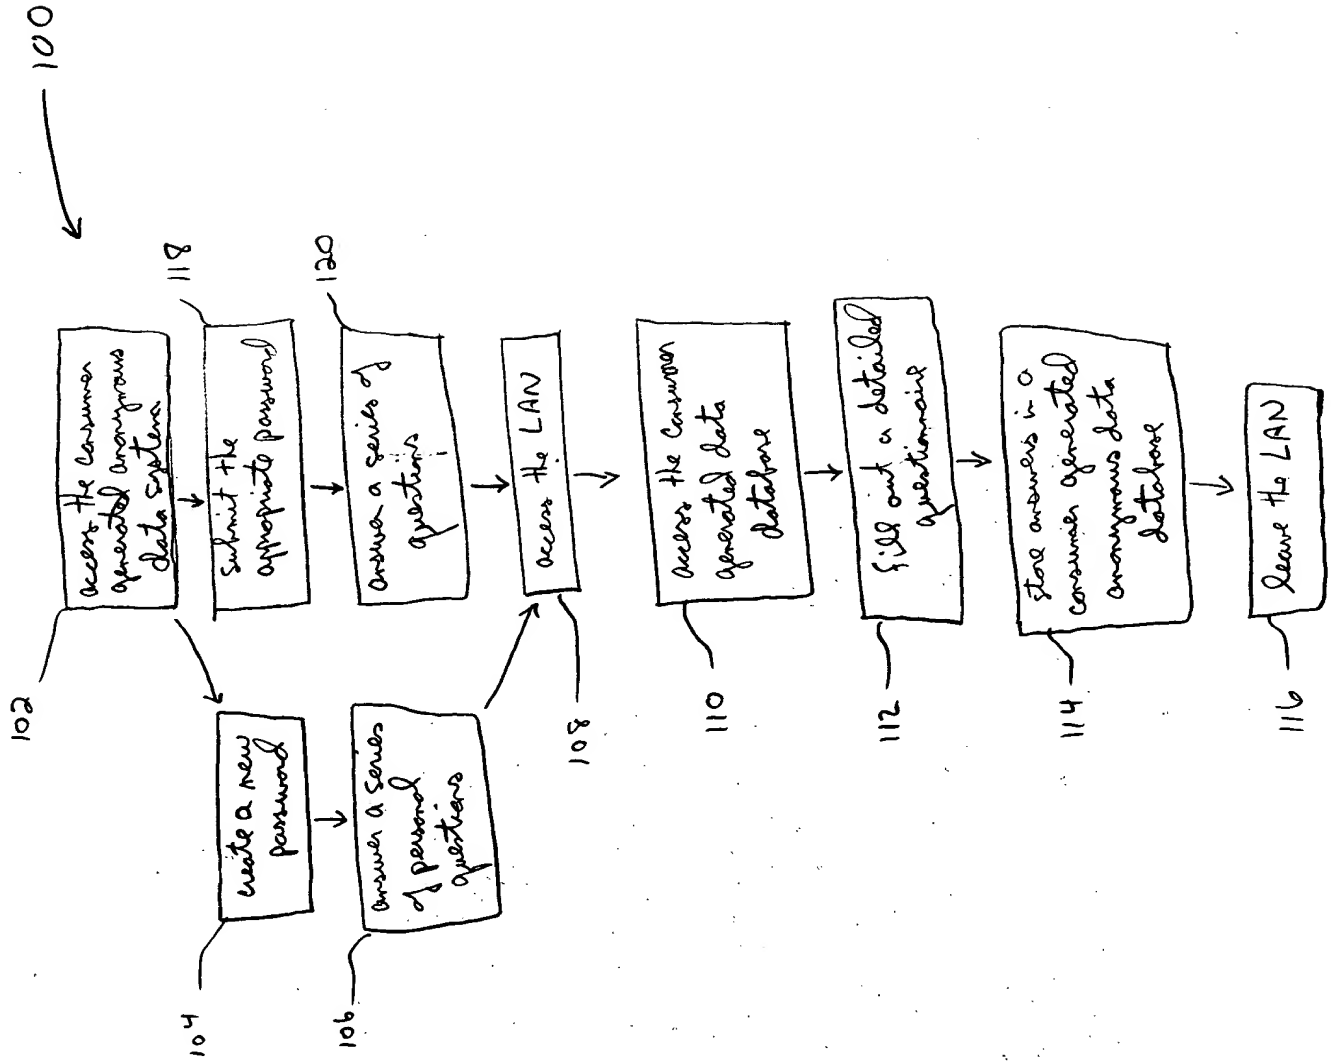 100
102
access the consumer
generated anonymous
data system
118
submit the
appropriate password
120
answer a series of
questions
104
create a new
password
106
answer a series
of personal
questions
108
access the LAN
110
access the consumer
generated data
database
112
fill out a detailed
questionnaire
114
store answers in a
consumer generated
anonymous data
database
116
leave the LAN